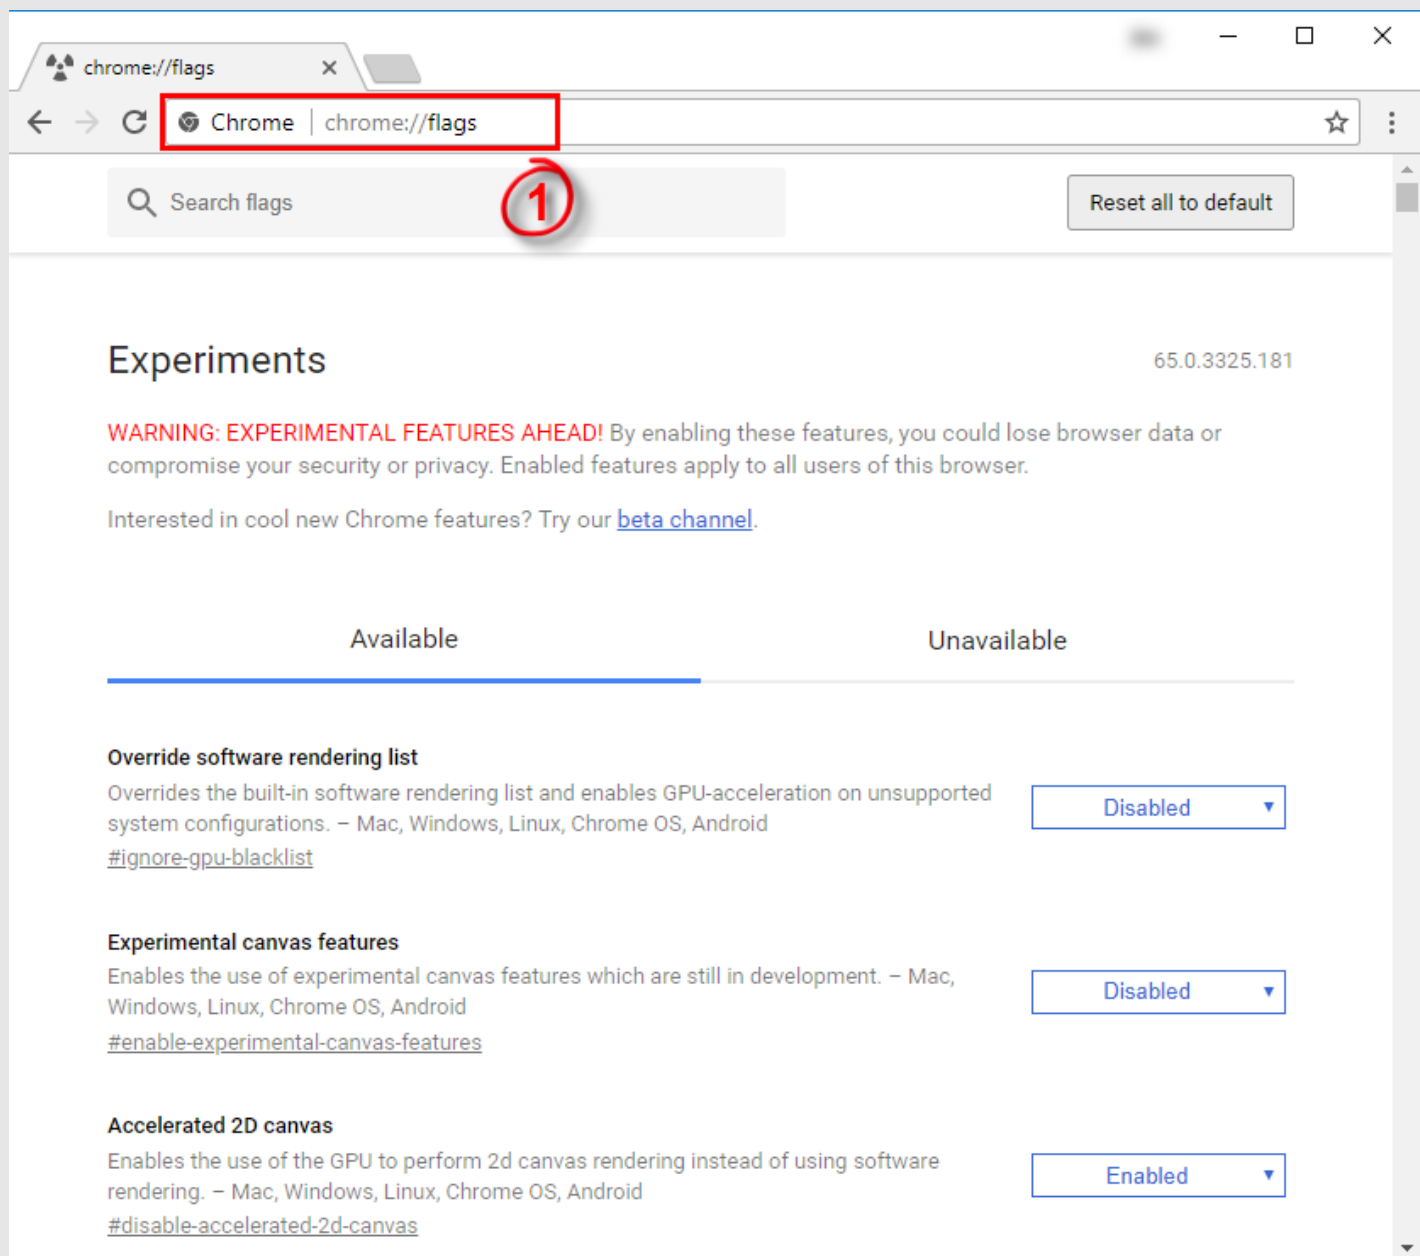 chrome://flags
Chrome | chrome://flags
Search flags
1
Reset all to default
Experiments
65.0.3325.181
WARNING: EXPERIMENTAL FEATURES AHEAD! By enabling these features, you could lose browser data or
compromise your security or privacy. Enabled features apply to all users of this browser.
Interested in cool new Chrome features? Try our beta channel.
Available
Unavailable
Override software rendering list
Overrides the built-in software rendering list and enables GPU-acceleration on unsupported
system configurations. – Mac, Windows, Linux, Chrome OS, Android
#ignore-gpu-blacklist
Disabled
Experimental canvas features
Enables the use of experimental canvas features which are still in development. – Mac,
Windows, Linux, Chrome OS, Android
#enable-experimental-canvas-features
Disabled
Accelerated 2D canvas
Enables the use of the GPU to perform 2d canvas rendering instead of using software
rendering. – Mac, Windows, Linux, Chrome OS, Android
#disable-accelerated-2d-canvas
Enabled